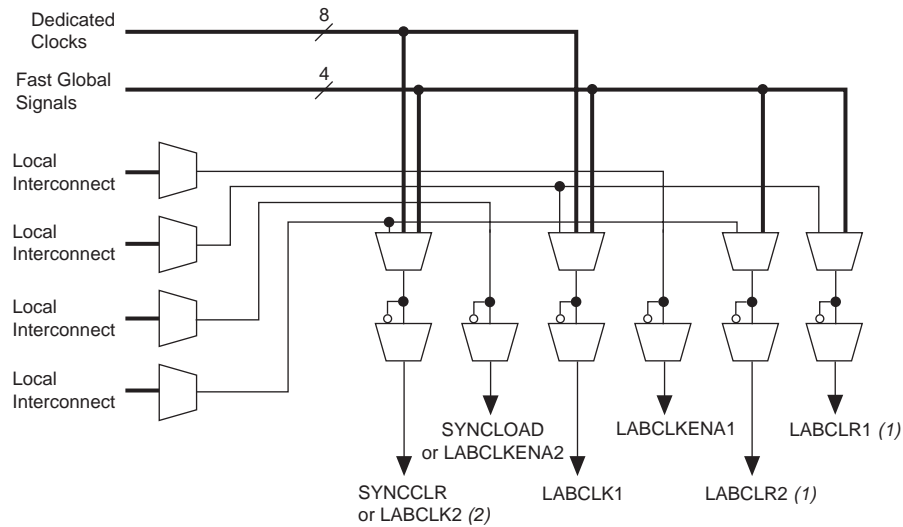 Dedicated
Clocks
8
Fast Global
Signals
4
Local
Interconnect
Local
Interconnect
Local
Interconnect
Local
Interconnect
SYNCLOAD
or LABCLKENA2
LABCLKENA1
LABCLR1 (1)
SYNCCLR
or LABCLK2 (2)
LABCLK1
LABCLR2 (1)